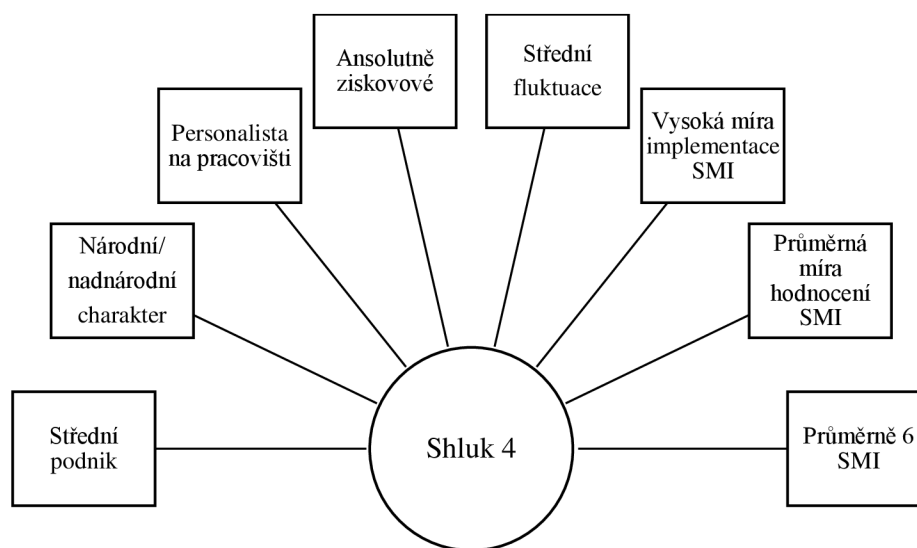 Ansolutně
ziskovové
Střední
fluktuace
Personalista
na pracovišti
Vysoká míra
implementace
SMI
Národní/
nadnárodní
charakter
Průměrná
míra
hodnocení
SMI
Střední
podnik
Shluk 4
Průměrně 6
SMI